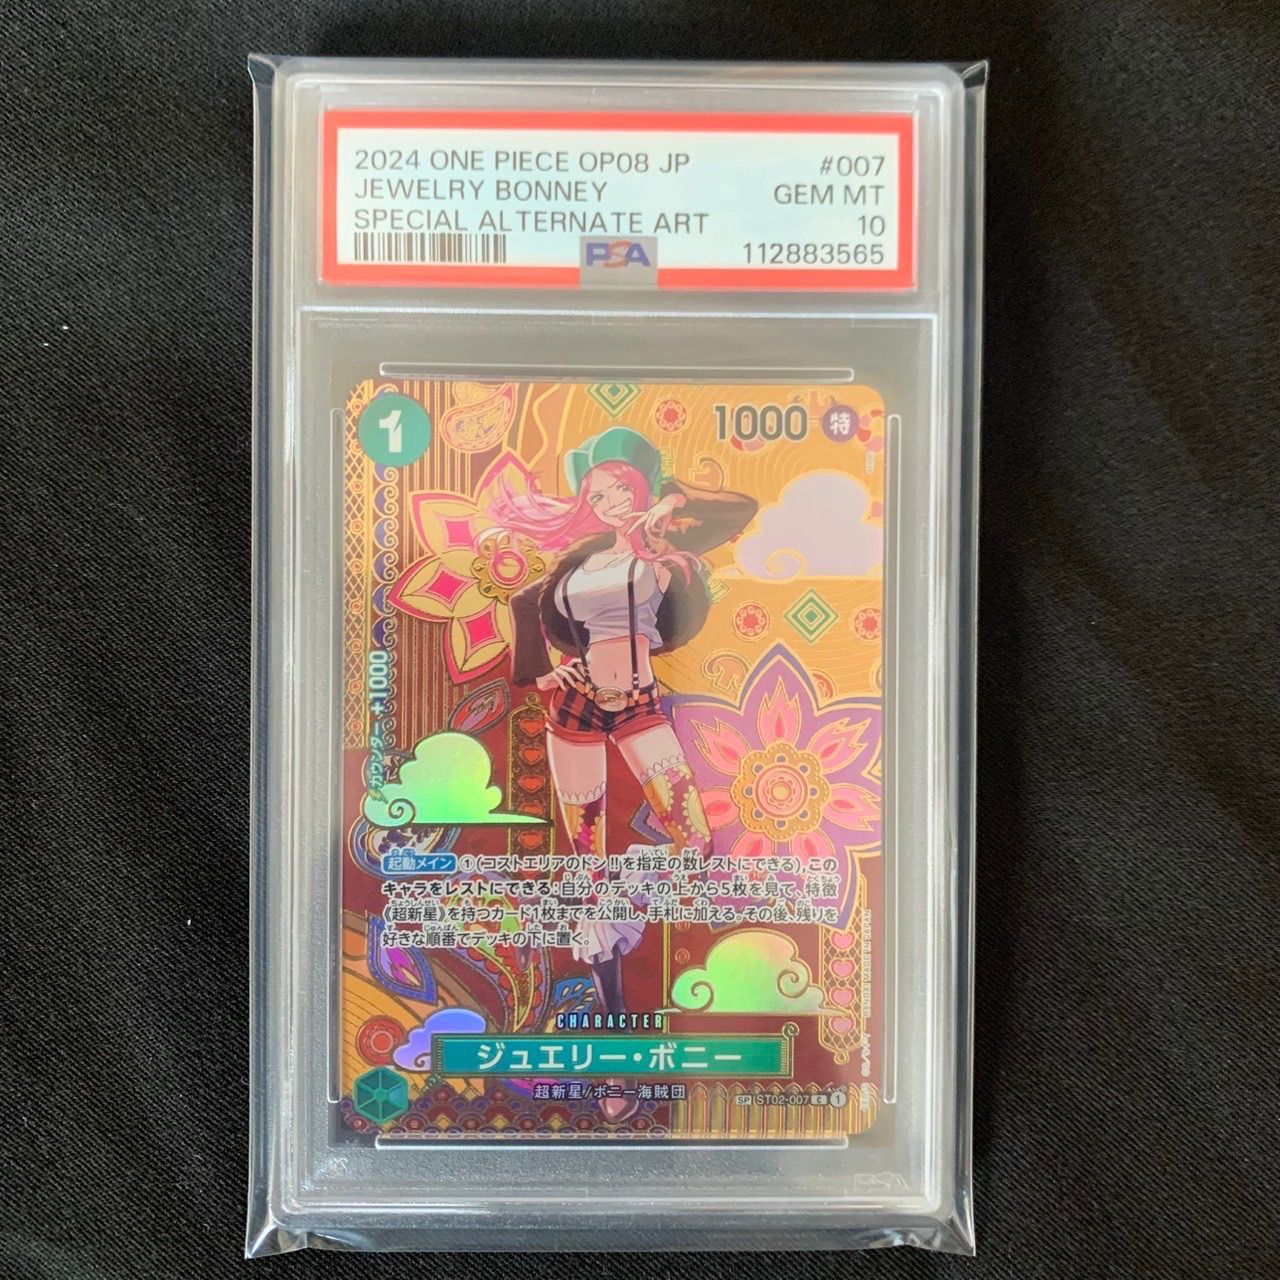 2024 ONE PIECE OP08 JP #007
JEWELRY BONNEY GEM MT
SPECIAL ALTERNATE ART 10
PSA 112883565
1 1000 特
カウンター +1000
起動メイン ①(コストエリアのドン!!を指定の数レストにできる),この
キャラをレストにできる:自分のデッキの上から5枚を見て、特徴
《超新星》を持つカード1枚までを公開し、手札に加える。その後、残りを
好きな順番でデッキの下に置く。
CHARACTER
ジュエリー・ボニー
超新星/ボニー海賊団
SP ST02-007 C 1
BANDAI MADE IN JAPAN